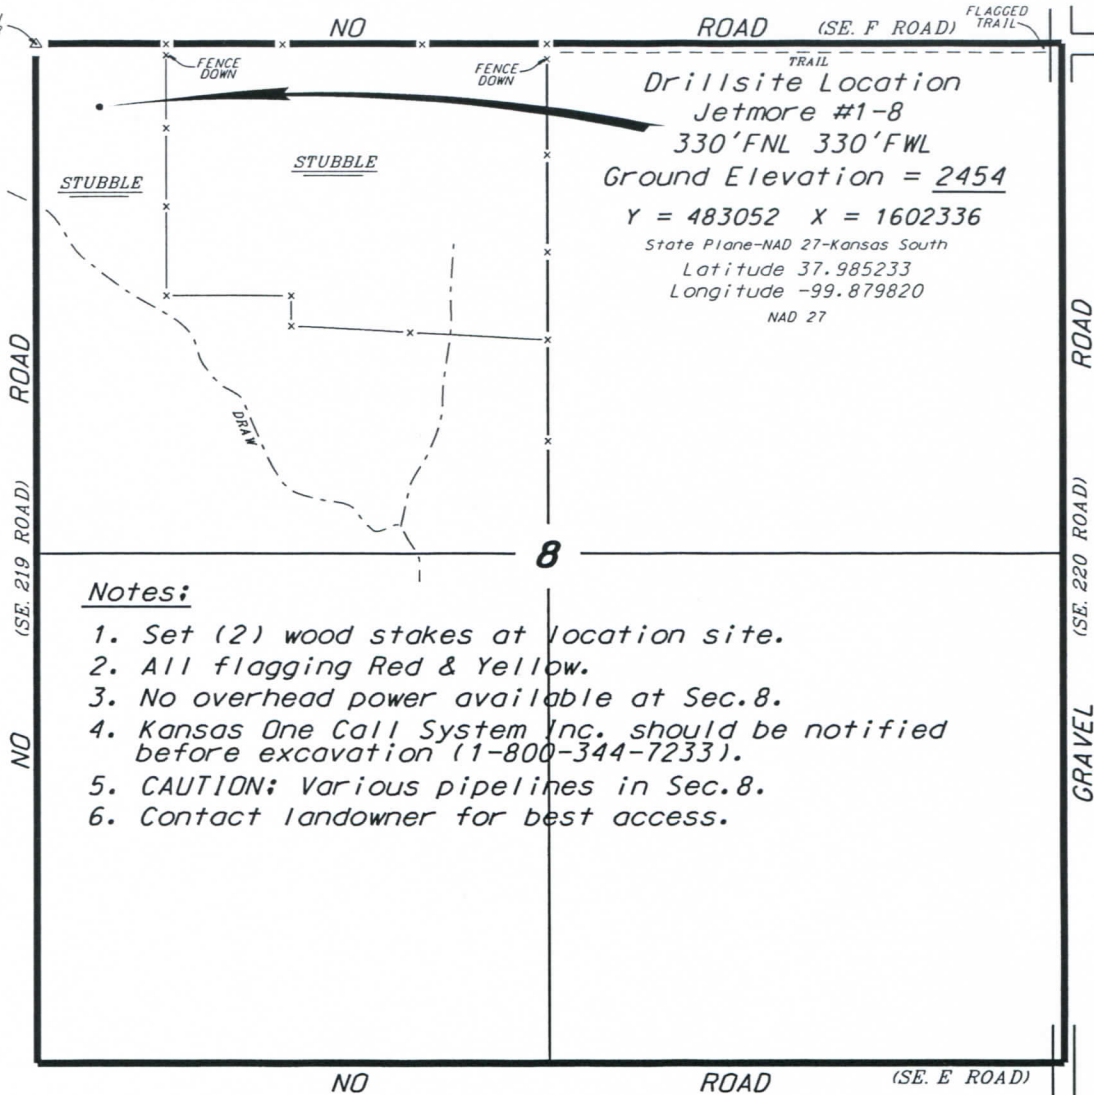 NO ROAD (SE. F ROAD)
FLAGGED
TRAIL
TRAIL
FENCE
DOWN
FENCE
DOWN
Drillsite Location
Jetmore #1-8
330'FNL 330'FWL
Ground Elevation = 2454
Y = 483052 X = 1602336
State Plane-NAD 27-Kansas South
Latitude 37.985233
Longitude -99.879820
NAD 27
STUBBLE
STUBBLE
DRAW
NO (SE. 219 ROAD) ROAD
GRAVEL (SE. 220 ROAD) ROAD
8
Notes:
1. Set (2) wood stakes at location site.
2. All flagging Red & Yellow.
3. No overhead power available at Sec.8.
4. Kansas One Call System Inc. should be notified
before excavation (1-800-344-7233).
5. CAUTION: Various pipelines in Sec.8.
6. Contact landowner for best access.
NO ROAD (SE. E ROAD)